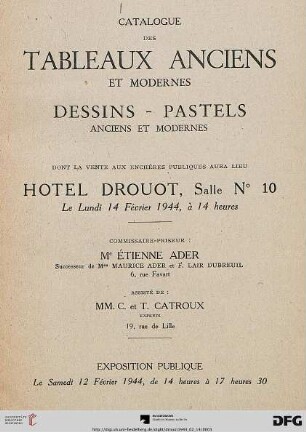 CATALOGUE
DES
TABLEAUX ANCIENS
ET MODERNES
DESSINS - PASTELS
ANCIENS ET MODERNES
DONT LA VENTE AUX ENCHÈRES PUBLIQUES AURA LIEU
HOTEL DROUOT, Salle N° 10
Le Lundi 14 Février 1944, à 14 heures
COMMISSAIRE-PRISEUR :
Me ÉTIENNE ADER
Successeur de Mes MAURICE ADER et F. LAIR DUBREUIL
6, rue Favart
ASSISTÉ DE :
MM. C. et T. CATROUX
EXPERTS
19, rue de Lille
EXPOSITION PUBLIQUE
Le Samedi 12 Février 1944, de 14 heures à 17 heures 30
DFG